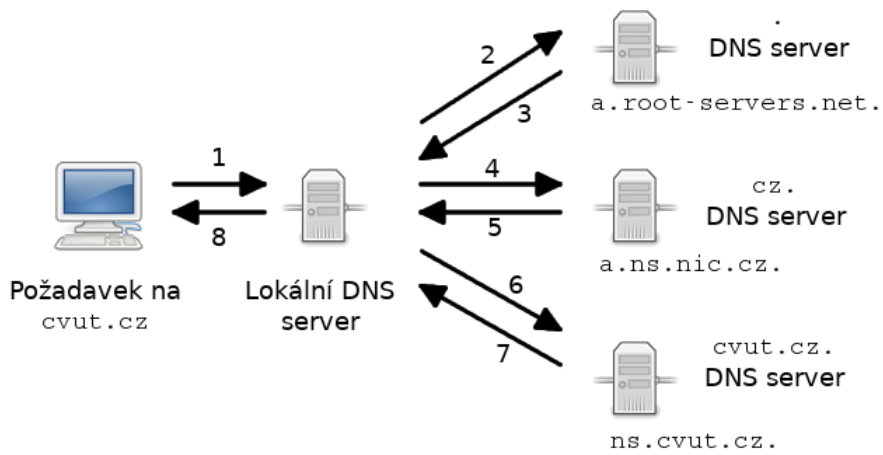 .
DNS server
a.root-servers.net.
2
3
1
8
4
5
cz.
DNS server
a.ns.nic.cz.
Požadavek na
cvut.cz
Lokální DNS
server
6
7
cvut.cz.
DNS server
ns.cvut.cz.